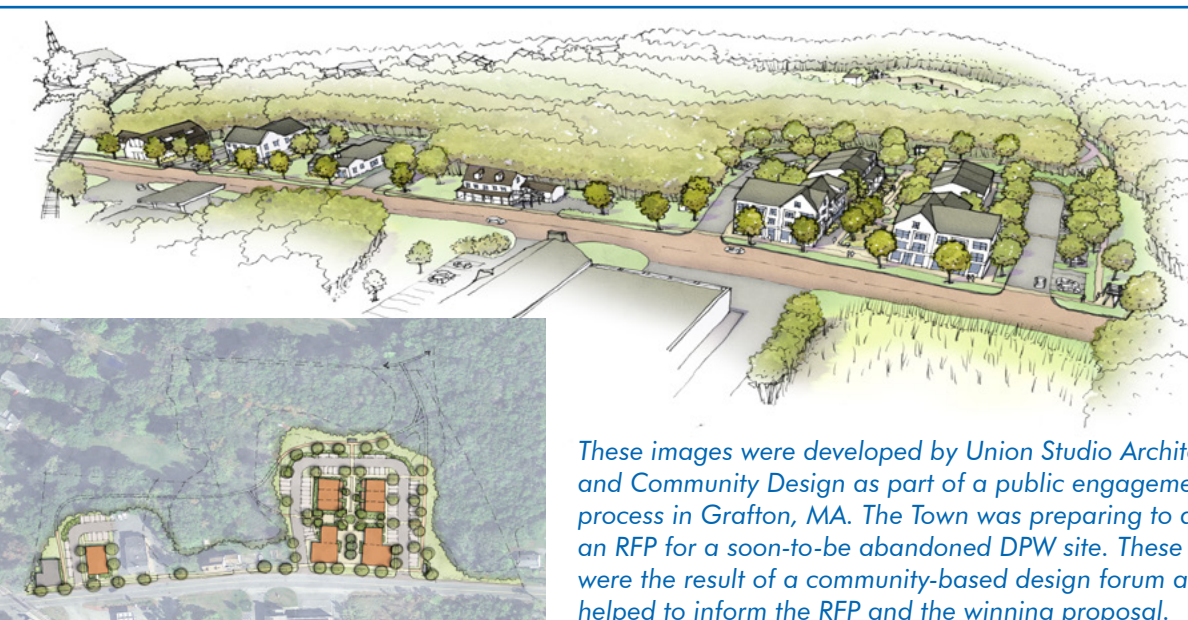 These images were developed by Union Studio Archite
and Community Design as part of a public engageme
process in Grafton, MA. The Town was preparing to d
an RFP for a soon-to-be abandoned DPW site. These
were the result of a community-based design forum a
helped to inform the RFP and the winning proposal.